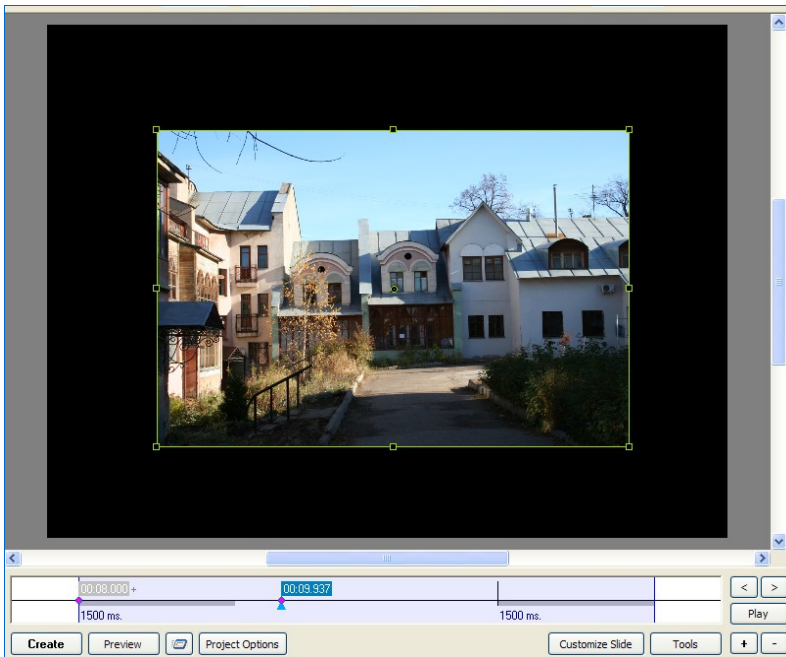 00:08.000 +
00:09.937
1500 ms.
1500 ms.
< >
Play
Create Preview Project Options Customize Slide Tools + -